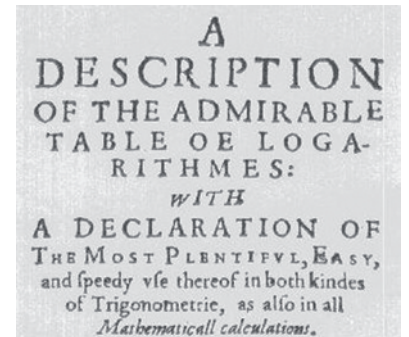 A
DESCRIPTION
OF THE ADMIRABLE
TABLE OE LOGA-
RITHMES:
WITH
A DECLARATION OF
THE MOST PLENTIFVL, EASY,
and ſpeedy vſe thereof in both kindes
of Trigonometrie, as alſo in all
Mathematicall calculations.